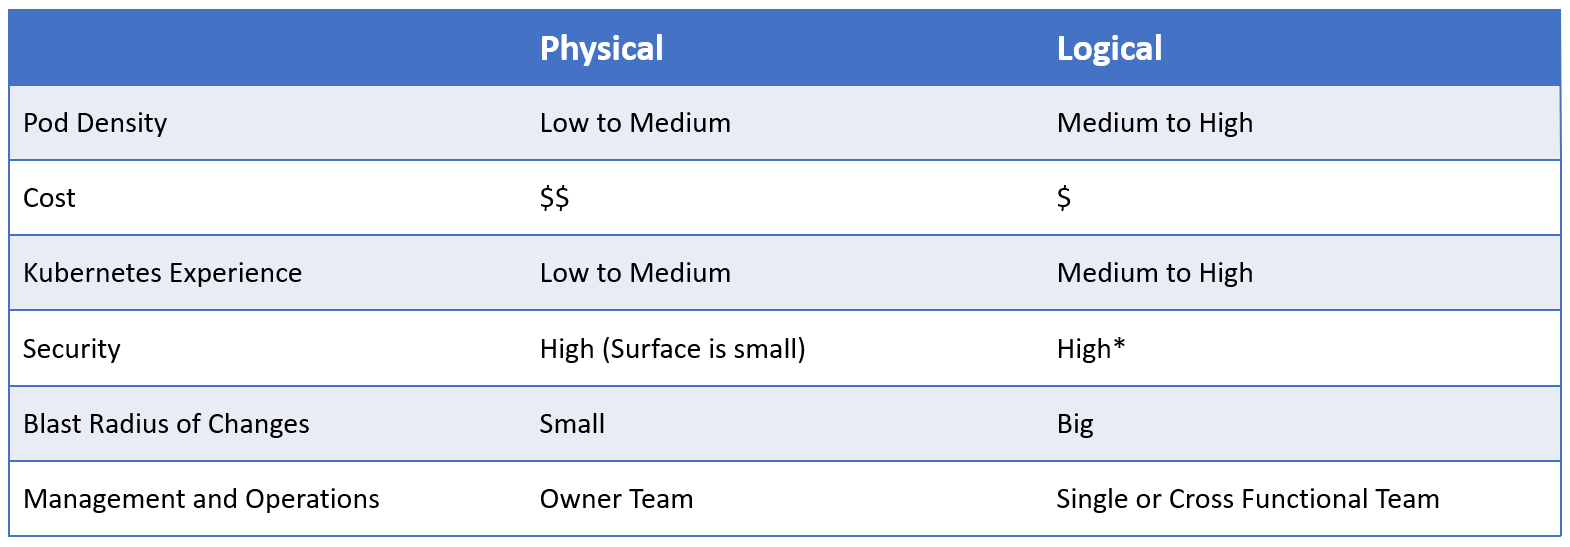 Physical Logical
Pod Density Low to Medium Medium to High
Cost $$ $
Kubernetes Experience Low to Medium Medium to High
Security High (Surface is small) High*
Blast Radius of Changes Small Big
Management and Operations Owner Team Single or Cross Functional Team